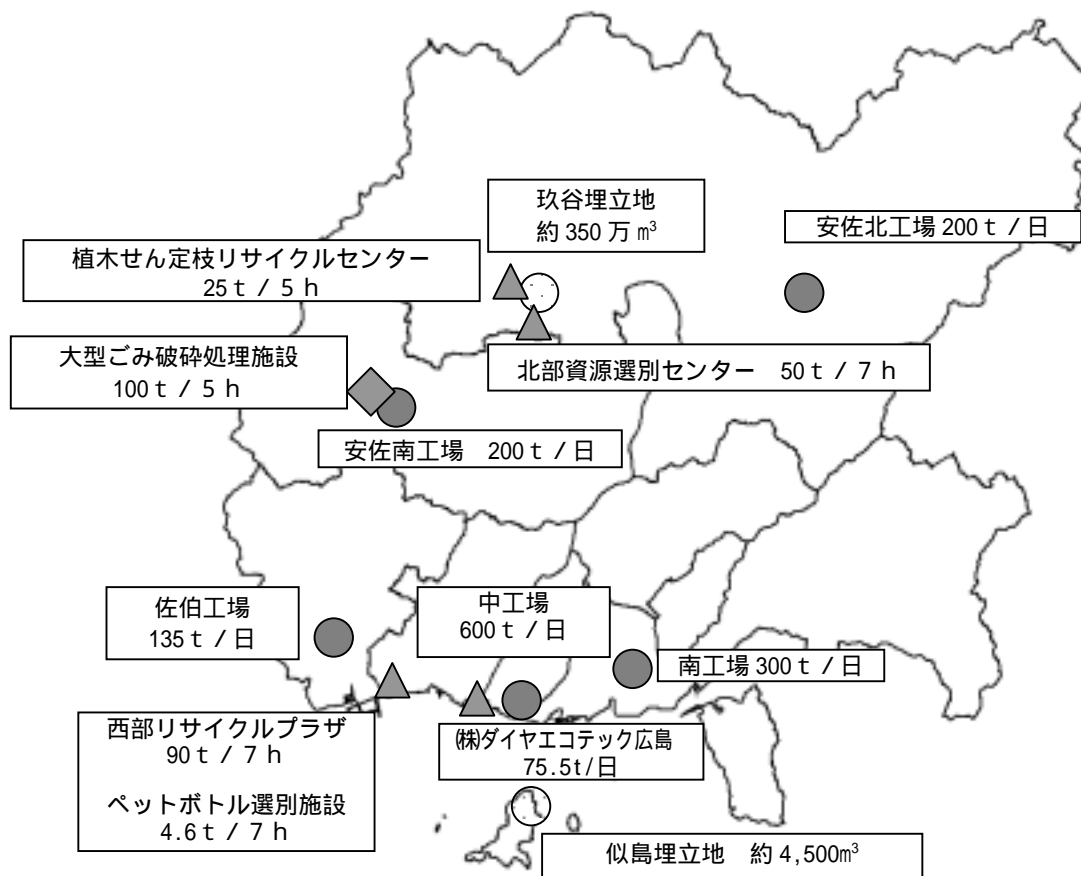 玖谷埋立地
約350万㎥
安佐北工場 200ｔ/日
植木せん定枝リサイクルセンター
25ｔ/5ｈ
大型ごみ破砕処理施設
100ｔ/5ｈ
北部資源選別センター　50ｔ/7ｈ
安佐南工場　200ｔ/日
佐伯工場
135ｔ/日
中工場
600ｔ/日
南工場 300ｔ/日
西部リサイクルプラザ
90ｔ/7ｈ
ペットボトル選別施設
4.6ｔ/7ｈ
㈱ダイヤエコテック広島
75.5t/日
似島埋立地　約4,500㎥